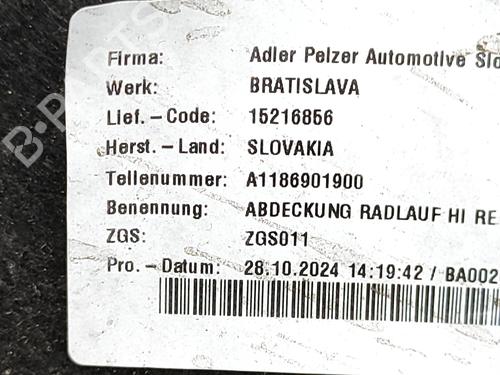 Firma: Adler Pelzer Automotive Slo
Werk: BRATISLAVA
Lief.-Code: 15216856
Herst.-Land: SLOVAKIA
Teilenummer: A1186901900
Benennung: ABDECKUNG RADLAUF HI RE
ZGS: ZGS011
Pro.-Datum: 28.10.2024 14:19:42 / BA002
B-PARTS